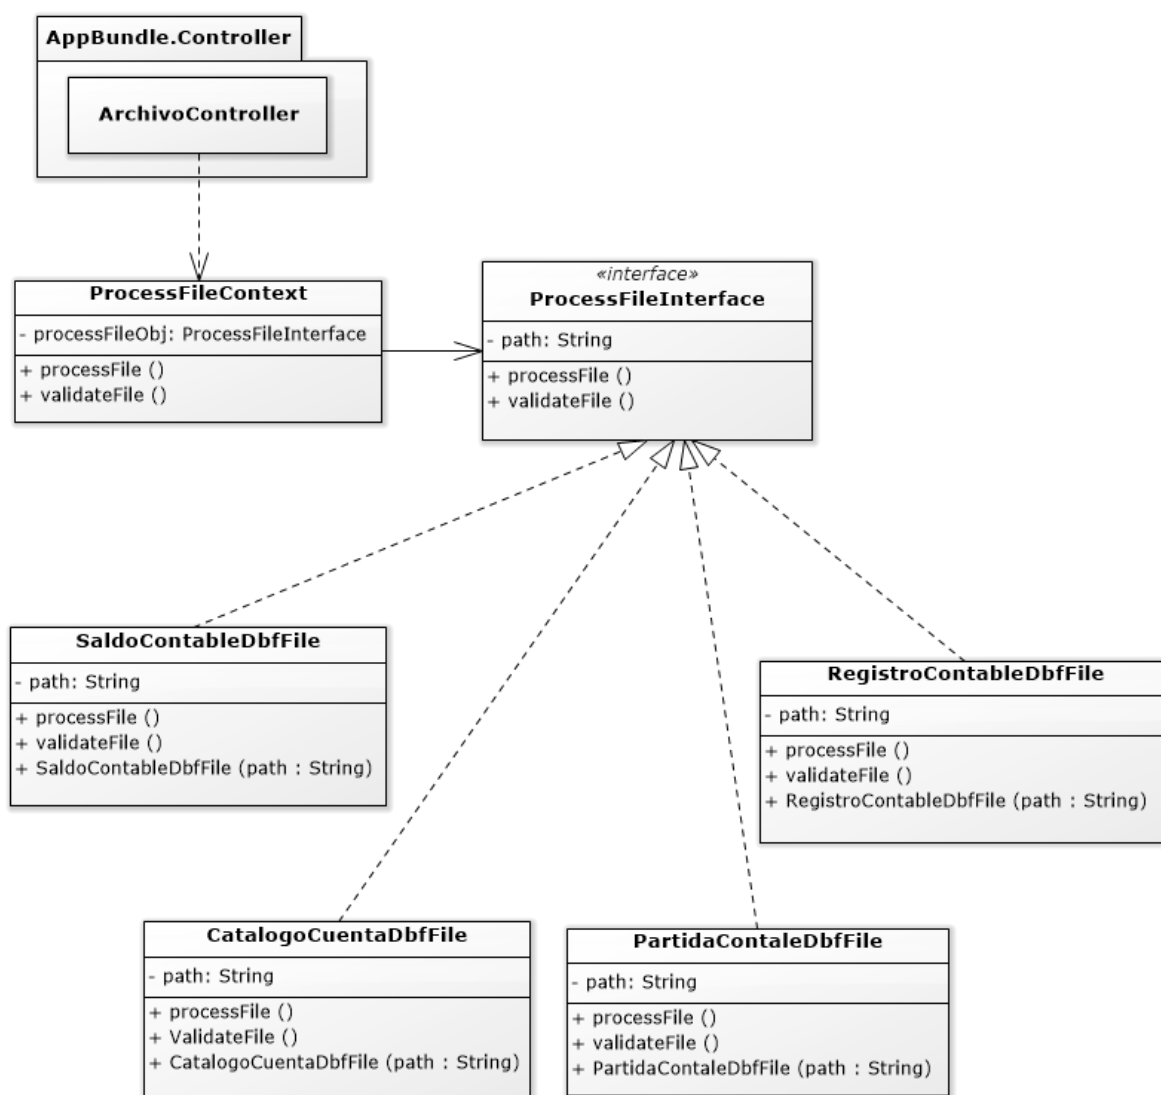 AppBundle.Controller
ArchivoController
ProcessFileContext
- processFileObj: ProcessFileInterface
+ processFile ()
+ validateFile ()
«interface»
ProcessFileInterface
- path: String
+ processFile ()
+ validateFile ()
SaldoContableDbfFile
- path: String
+ processFile ()
+ validateFile ()
+ SaldoContableDbfFile (path : String)
RegistroContableDbfFile
- path: String
+ processFile ()
+ validateFile ()
+ RegistroContableDbfFile (path : String)
CatalogoCuentaDbfFile
- path: String
+ processFile ()
+ ValidateFile ()
+ CatalogoCuentaDbfFile (path : String)
PartidaContaleDbfFile
- path: String
+ processFile ()
+ validateFile ()
+ PartidaContaleDbfFile (path : String)